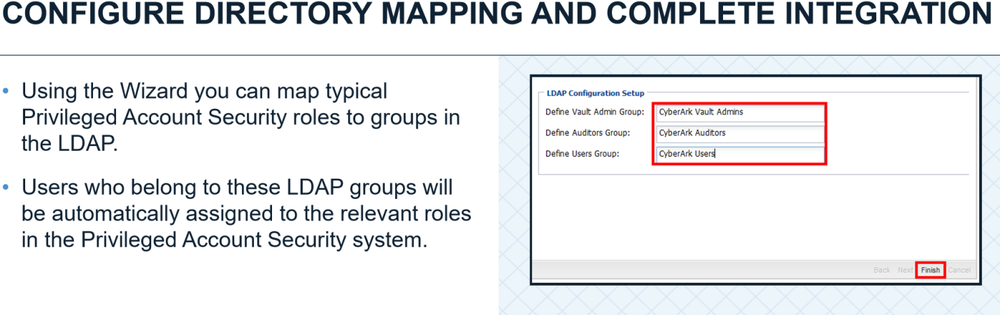 CONFIGURE DIRECTORY MAPPING AND COMPLETE INTEGRATION
• Using the Wizard you can map typical
Privileged Account Security roles to groups in
the LDAP.
• Users who belong to these LDAP groups will
be automatically assigned to the relevant roles
in the Privileged Account Security system.
LDAP Configuration Setup
Define Vault Admin Group: CyberArk Vault Admins
Define Auditors Group: CyberArk Auditors
Define Users Group: CyberArk Users
Back Next Finish Cancel